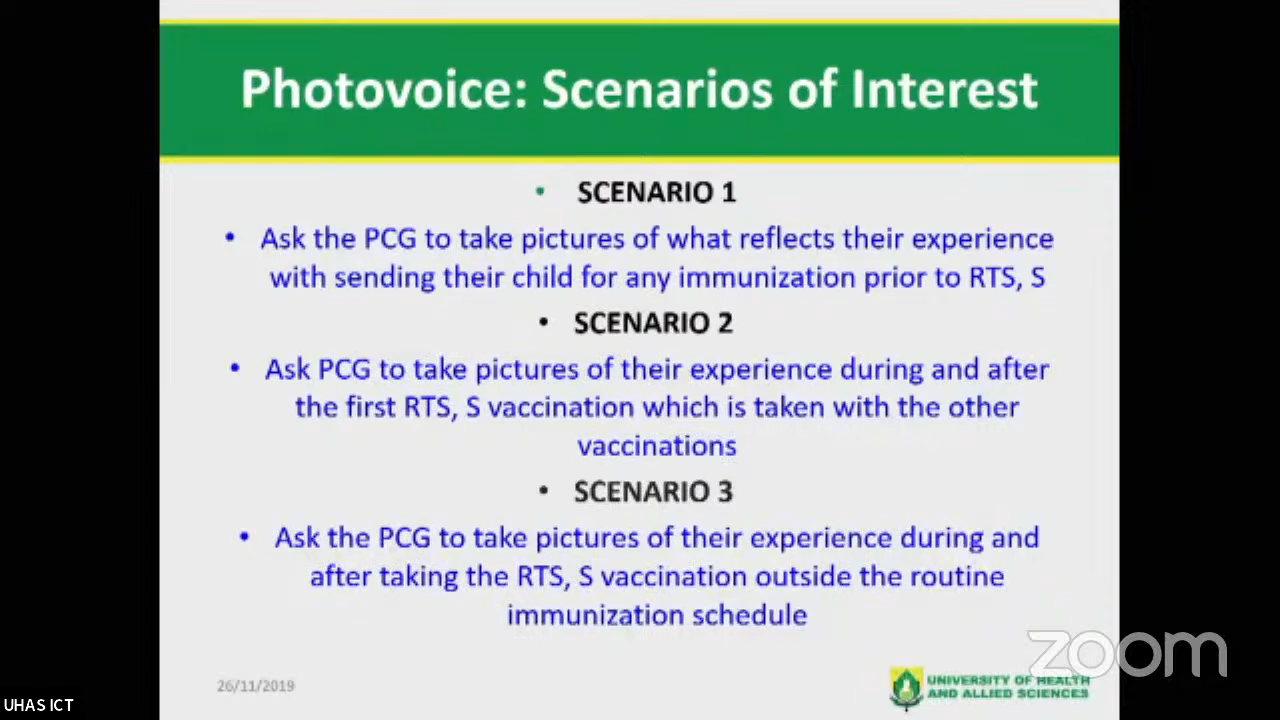 Photovoice: Scenarios of Interest
• SCENARIO 1
• Ask the PCG to take pictures of what reflects their experience
with sending their child for any immunization prior to RTS, S
• SCENARIO 2
• Ask PCG to take pictures of their experience during and after
the first RTS, S vaccination which is taken with the other
vaccinations
• SCENARIO 3
• Ask the PCG to take pictures of their experience during and
after taking the RTS, S vaccination outside the routine
immunization schedule
zoom
26/11/2019
UNIVERSITY OF HEALTH
AND ALLIED SCIENCES
UHAS ICT